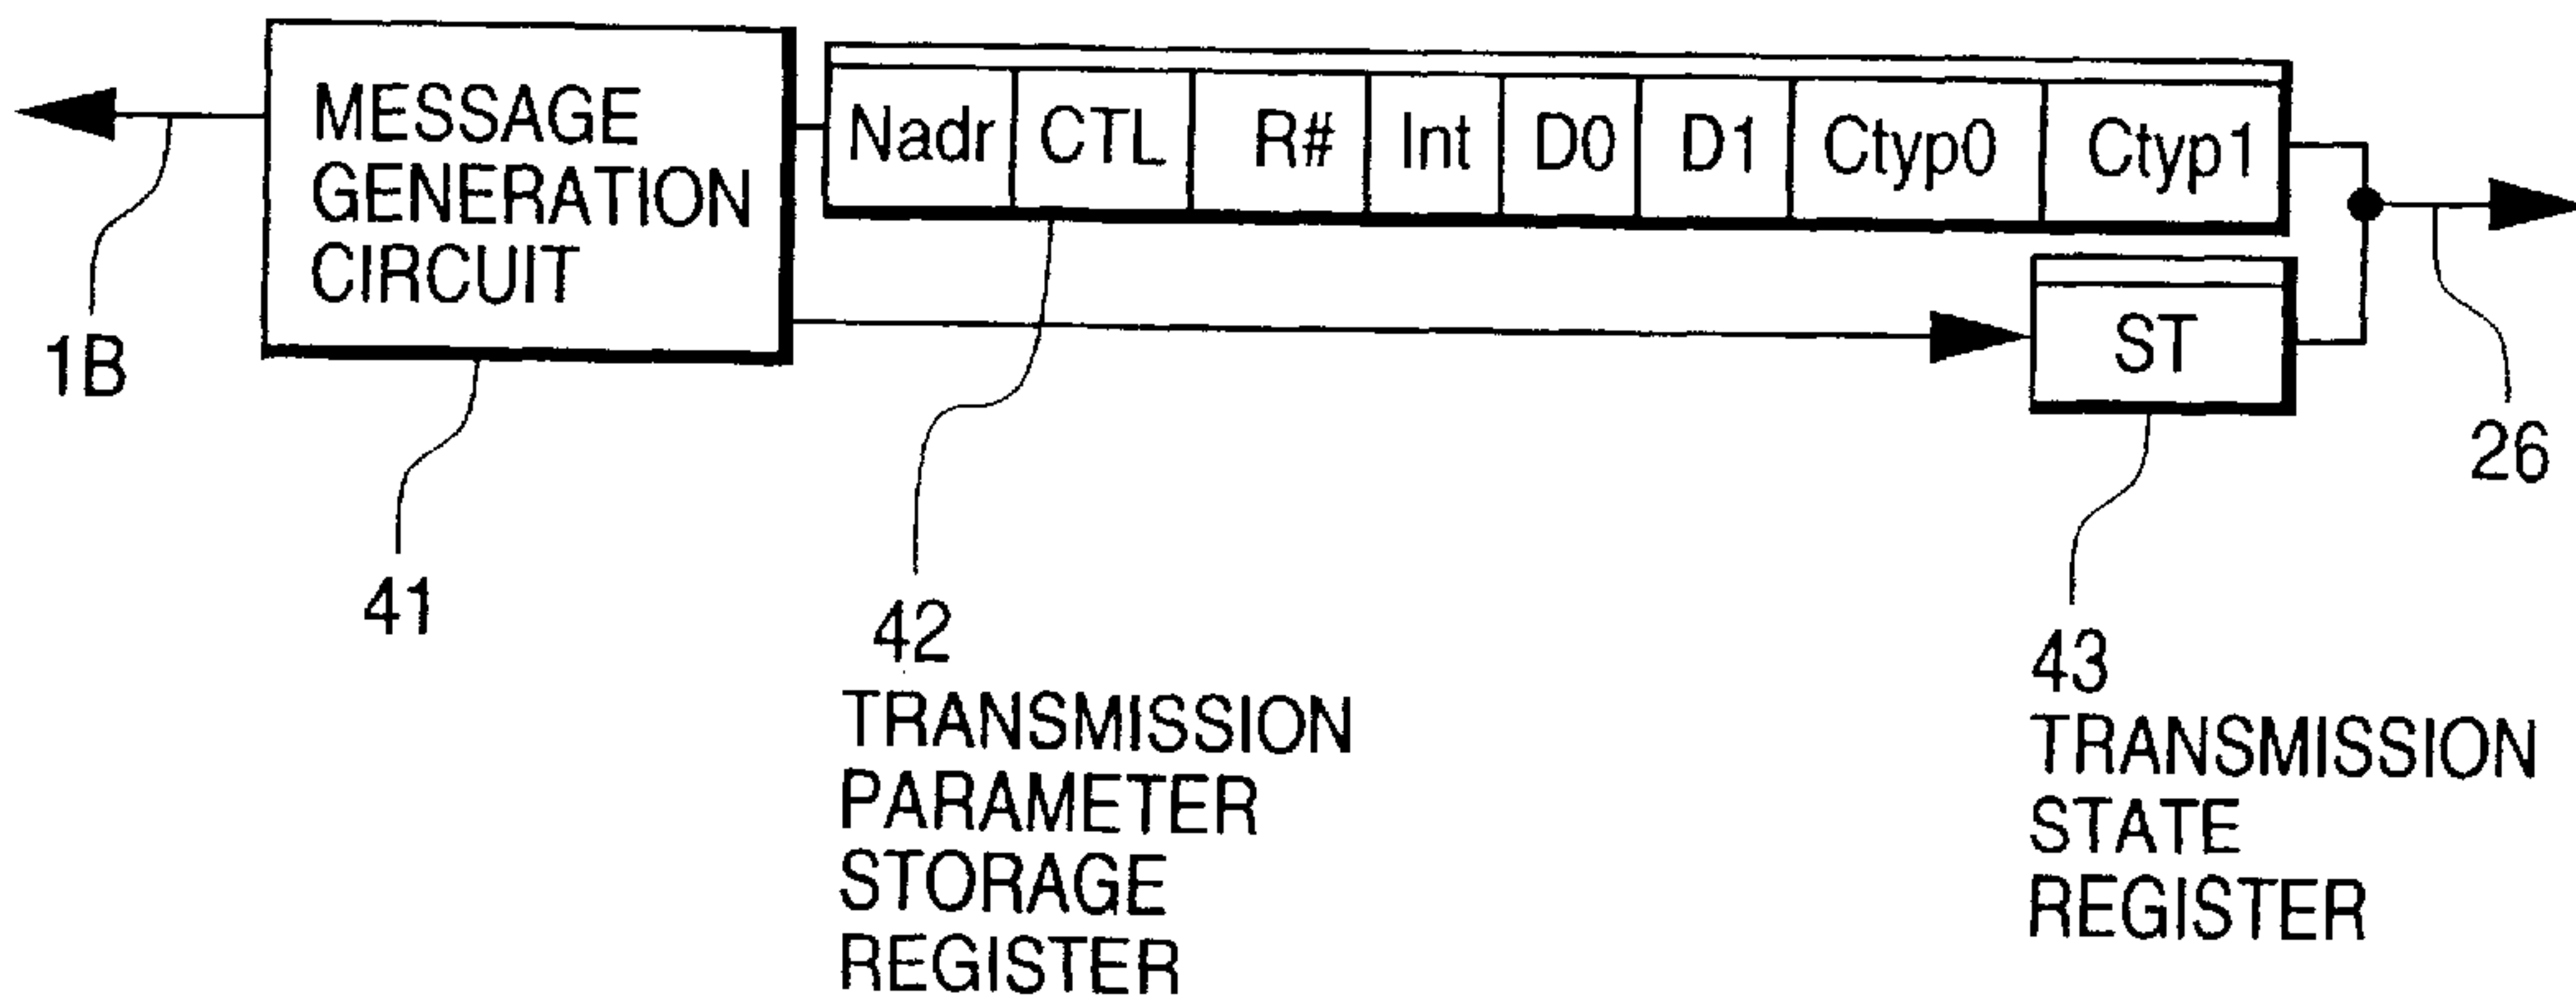 MESSAGE
GENERATION
CIRCUIT
Nadr CTL R# Int D0 D1 Ctyp0 Ctyp1
ST
1B
41
42
TRANSMISSION
PARAMETER
STORAGE
REGISTER
43
TRANSMISSION
STATE
REGISTER
26